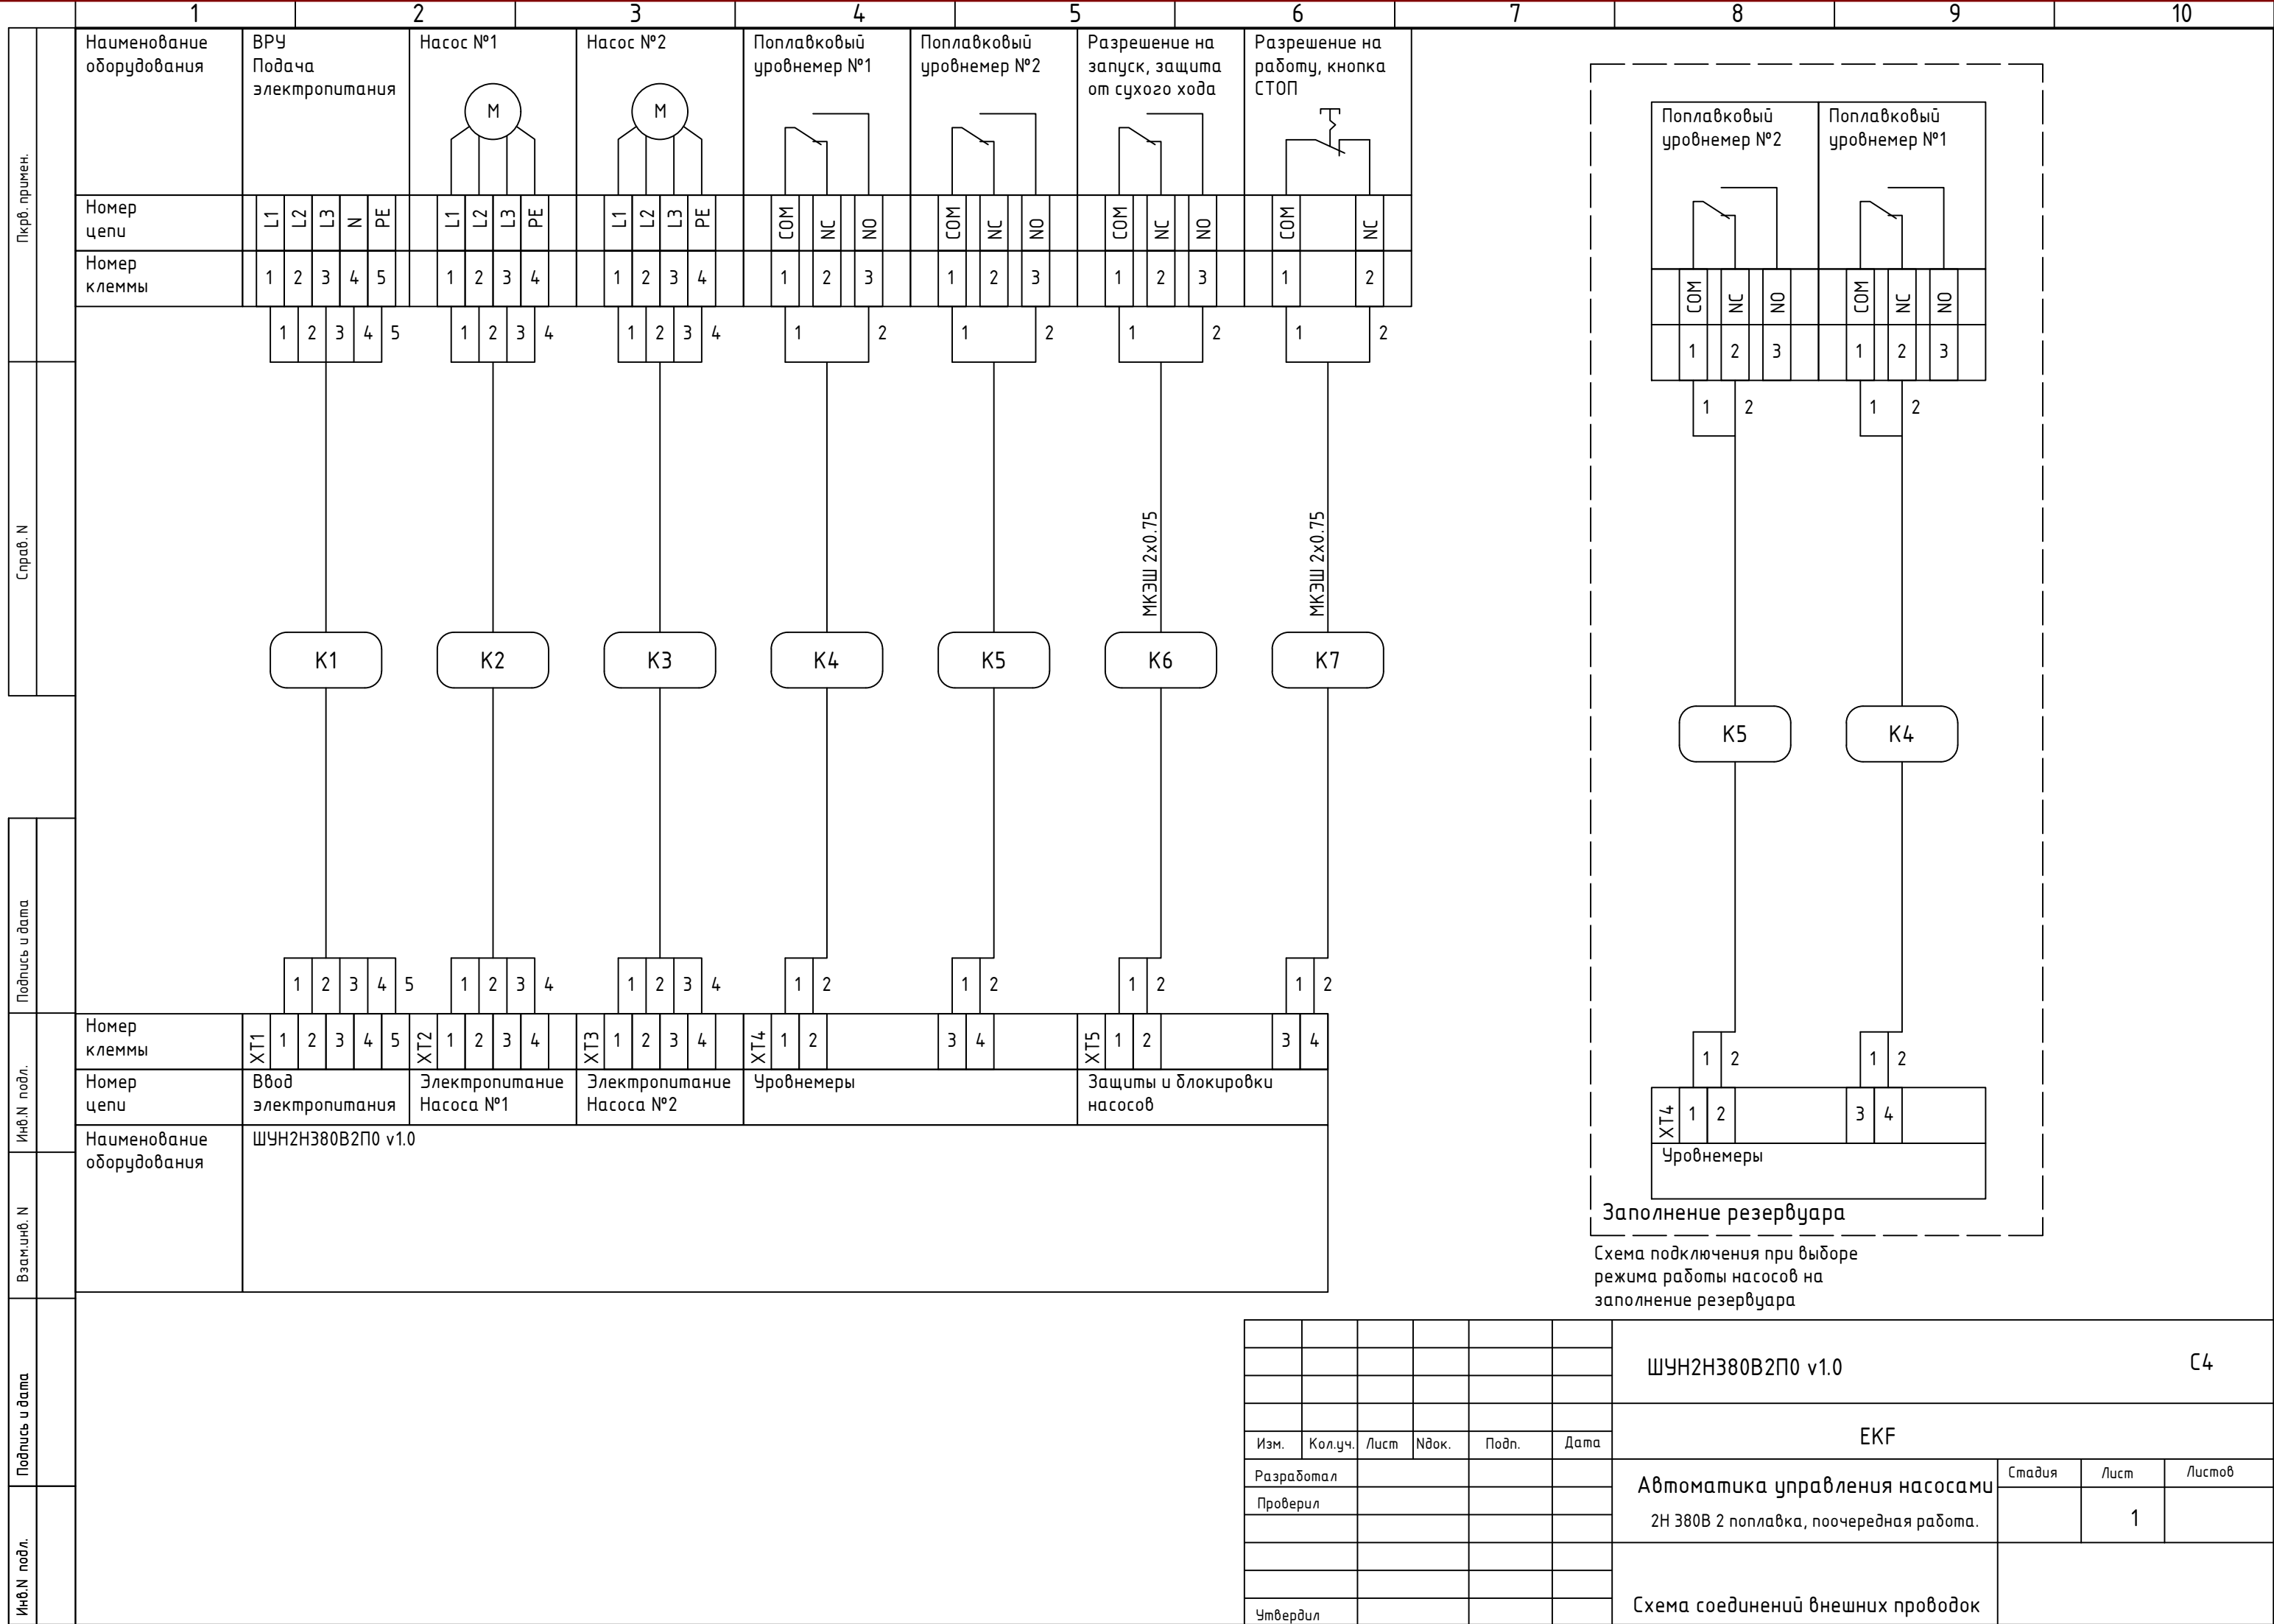 1 2 3 4 5 6 7 8 9 10
Наименование
оборудования
ВРУ
Подача
электропитания
Насос №1
М
Насос №2
М
Поплавковый
уровнемер №1
Поплавковый
уровнемер №2
Разрешение на
запуск, защита
от сухого хода
Разрешение на
работу, кнопка
СТОП
Номер
цепи
L1 L2 L3 N PE L1 L2 L3 PE L1 L2 L3 PE COM NC NO COM NC NO COM NC NO COM NC
Номер
клеммы
1 2 3 4 5 1 2 3 4 1 2 3 4 1 2 3 1 2 3 1 2 3 1 2
1 2 3 4 5 1 2 3 4 1 2 3 4 1 2 1 2 1 2 1 2
МКЭШ 2х0.75
МКЭШ 2х0.75
К1 К2 К3 К4 К5 К6 К7
1 2 3 4 5 1 2 3 4 1 2 3 4 1 2 1 2 1 2 1 2
Номер
клеммы
XT1 1 2 3 4 5 XT2 1 2 3 4 XT3 1 2 3 4 XT4 1 2 3 4 XT5 1 2 3 4
Номер
цепи
Ввод
электропитания
Электропитание
Насоса №1
Электропитание
Насоса №2
Уровнемеры
Защиты и блокировки
насосов
Наименование
оборудования
ШУН2Н380В2П0 v1.0
Поплавковый
уровнемер №2
Поплавковый
уровнемер №1
COM NC NO COM NC NO
1 2 3 1 2 3
1 2 1 2
К5 К4
1 2 1 2
XT4 1 2 3 4
Уровнемеры
Заполнение резервуара
Схема подключения при выборе
режима работы насосов на
заполнение резервуара
Пкрв. примен.
Справ. N
Подпись и дата
Инв.N подл.
Взам.инв. N
Подпись и дата
Инв.N подл.
ШУН2Н380В2П0 v1.0 С4
EKF
Изм. Кол.уч. Лист Nдок. Подп. Дата
Разработал
Проверил
Утвердил
Автоматика управления насосами
2Н 380В 2 поплавка, поочередная работа.
Стадия Лист Листов
1
Схема соединений внешних проводок